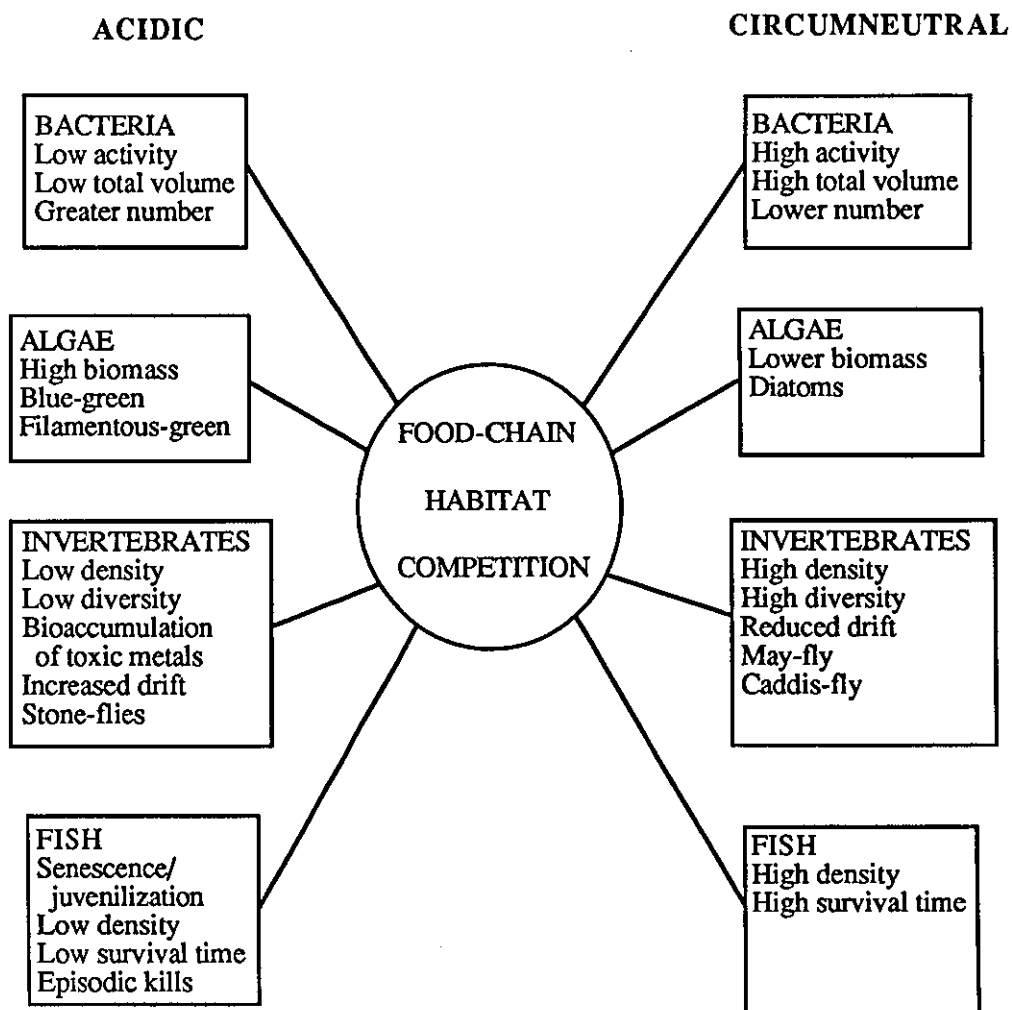 ACIDIC
CIRCUMNEUTRAL
BACTERIA
Low activity
Low total volume
Greater number
BACTERIA
High activity
High total volume
Lower number
ALGAE
High biomass
Blue-green
Filamentous-green
ALGAE
Lower biomass
Diatoms
FOOD-CHAIN
HABITAT
COMPETITION
INVERTEBRATES
Low density
Low diversity
Bioaccumulation
of toxic metals
Increased drift
Stone-flies
INVERTEBRATES
High density
High diversity
Reduced drift
May-fly
Caddis-fly
FISH
Senescence/
juvenilization
Low density
Low survival time
Episodic kills
FISH
High density
High survival time